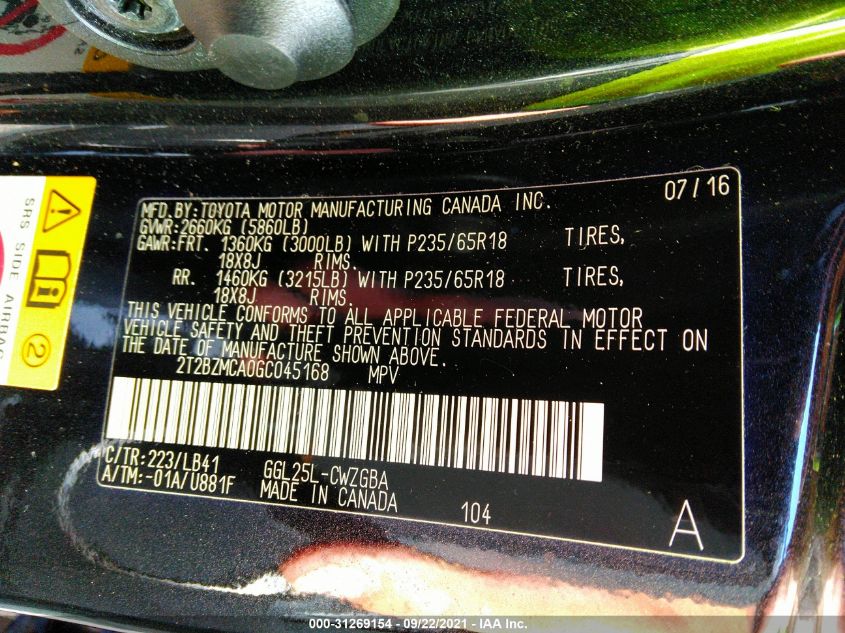 MFD.BY:TOYOTA MOTOR MANUFACTURING CANADA INC. 07/16
GVWR:2660KG (5860LB)
GAWR:FRT. 1360KG (3000LB) WITH P235/65R18 TIRES,
18X8J RIMS.
RR. 1460KG (3215LB) WITH P235/65R18 TIRES,
18X8J RIMS.
THIS VEHICLE CONFORMS TO ALL APPLICABLE FEDERAL MOTOR
VEHICLE SAFETY AND THEFT PREVENTION STANDARDS IN EFFECT ON
THE DATE OF MANUFACTURE SHOWN ABOVE.
2T2BZMCA0GC045168 MPV
C/TR:223/LB41 GGL25L-CWZGBA
A/TM:-01A/U881F MADE IN CANADA 104
A
SRS SIDE AIRBAG
2
000-31269154 - 09/22/2021 - IAA Inc.